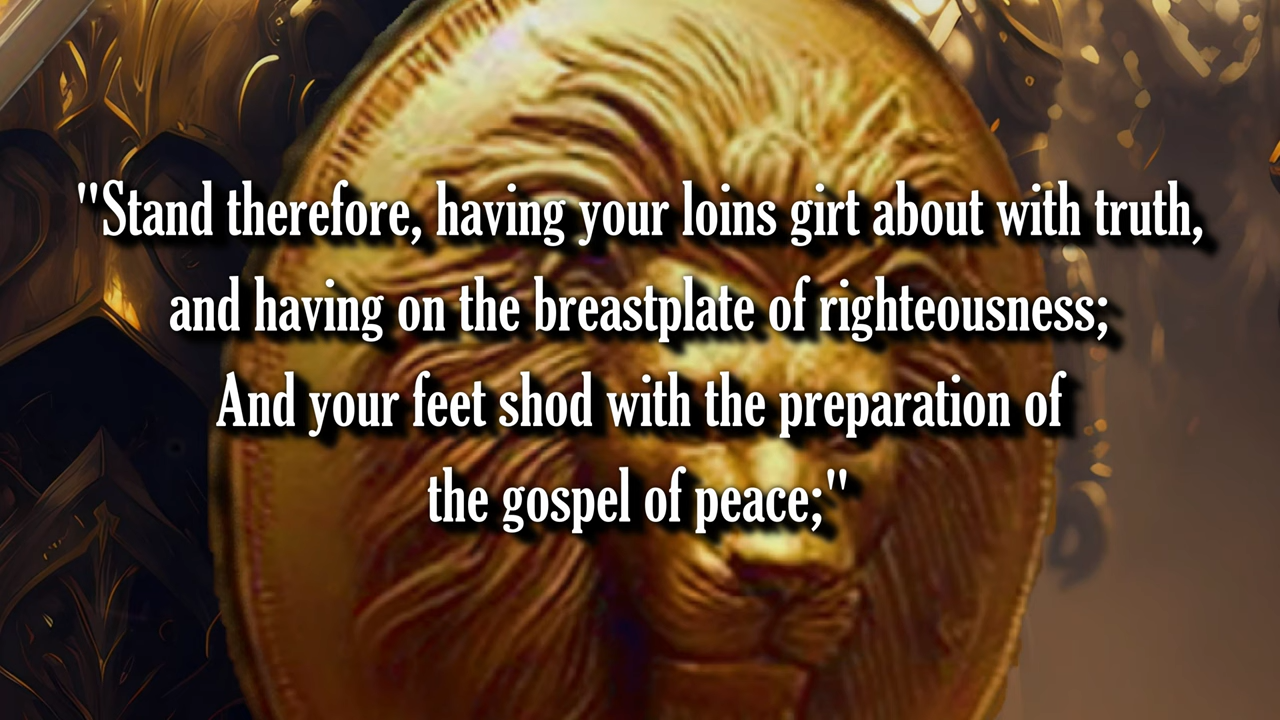 "Stand therefore, having your loins girt about with truth,
and having on the breastplate of righteousness;
And your feet shod with the preparation of
the gospel of peace;"